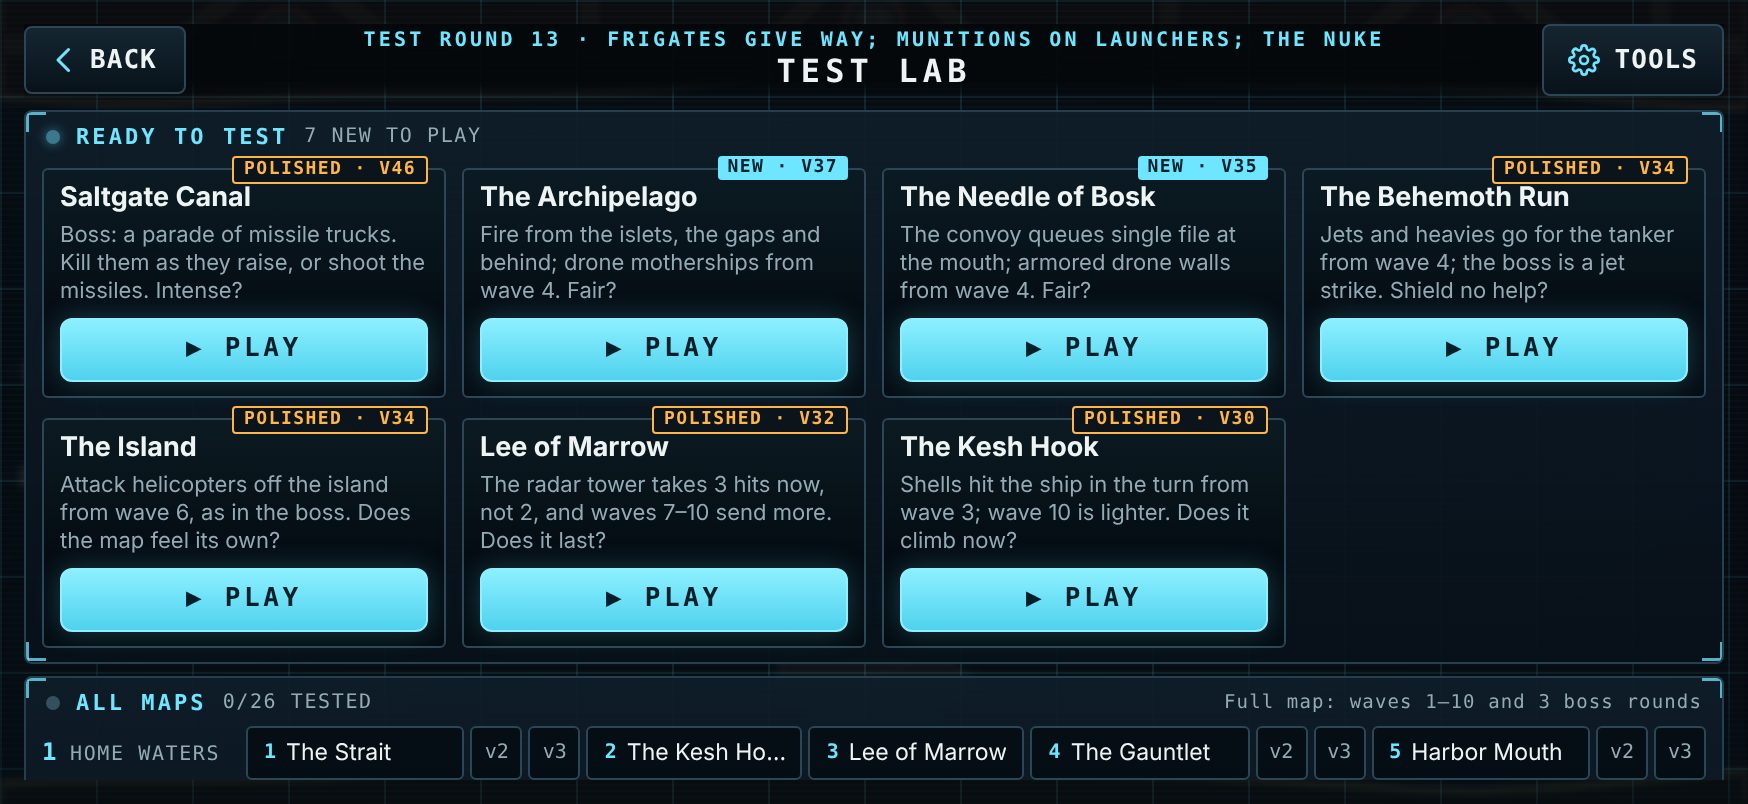 BACK
TEST ROUND 13 · FRIGATES GIVE WAY; MUNITIONS ON LAUNCHERS; THE NUKE
TEST LAB
TOOLS
READY TO TEST 7 NEW TO PLAY
POLISHED · V46
Saltgate Canal
Boss: a parade of missile trucks.
Kill them as they raise, or shoot the
missiles. Intense?
▶ PLAY
NEW · V37
The Archipelago
Fire from the islets, the gaps and
behind; drone motherships from
wave 4. Fair?
▶ PLAY
NEW · V35
The Needle of Bosk
The convoy queues single file at
the mouth; armored drone walls
from wave 4. Fair?
▶ PLAY
POLISHED · V34
The Behemoth Run
Jets and heavies go for the tanker
from wave 4; the boss is a jet
strike. Shield no help?
▶ PLAY
POLISHED · V34
The Island
Attack helicopters off the island
from wave 6, as in the boss. Does
the map feel its own?
▶ PLAY
POLISHED · V32
Lee of Marrow
The radar tower takes 3 hits now,
not 2, and waves 7–10 send more.
Does it last?
▶ PLAY
POLISHED · V30
The Kesh Hook
Shells hit the ship in the turn from
wave 3; wave 10 is lighter. Does it
climb now?
▶ PLAY
ALL MAPS 0/26 TESTED
Full map: waves 1–10 and 3 boss rounds
1 HOME WATERS 1 The Strait v2 v3 2 The Kesh Ho... 3 Lee of Marrow 4 The Gauntlet v2 v3 5 Harbor Mouth v2 v3